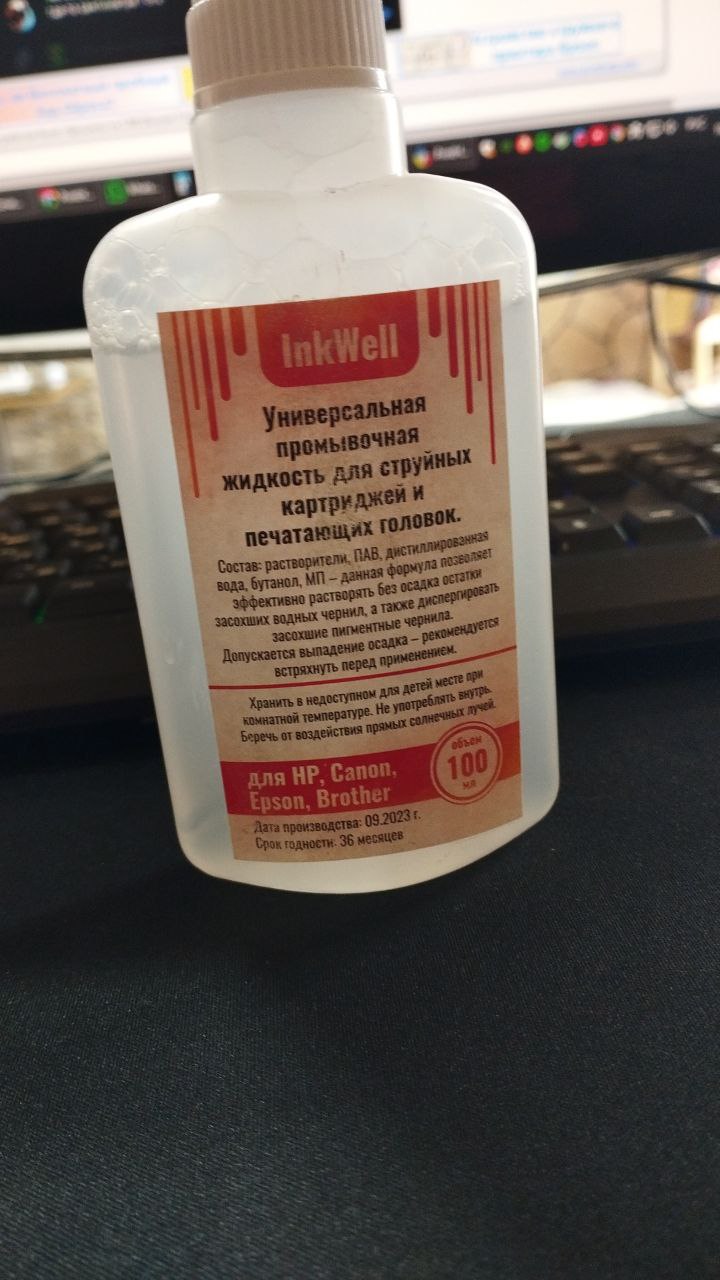 InkWell
Универсальная
промывочная
жидкость для струйных
картриджей и
печатающих головок.
Состав: растворители, ПАВ, дистиллированная
вода, бутанол, МП – данная формула позволяет
эффективно растворять без осадка остатки
засохших водных чернил, а также диспергировать
засохшие пигментные чернила.
Допускается выпадение осадка – рекомендуется
встряхнуть перед применением.
Хранить в недоступном для детей месте при
комнатной температуре. Не употреблять внутрь.
Беречь от воздействия прямых солнечных лучей.
для HP, Canon,
Epson, Brother
объем
100
мл
Дата производства: 09.2023 г.
Срок годности: 36 месяцев